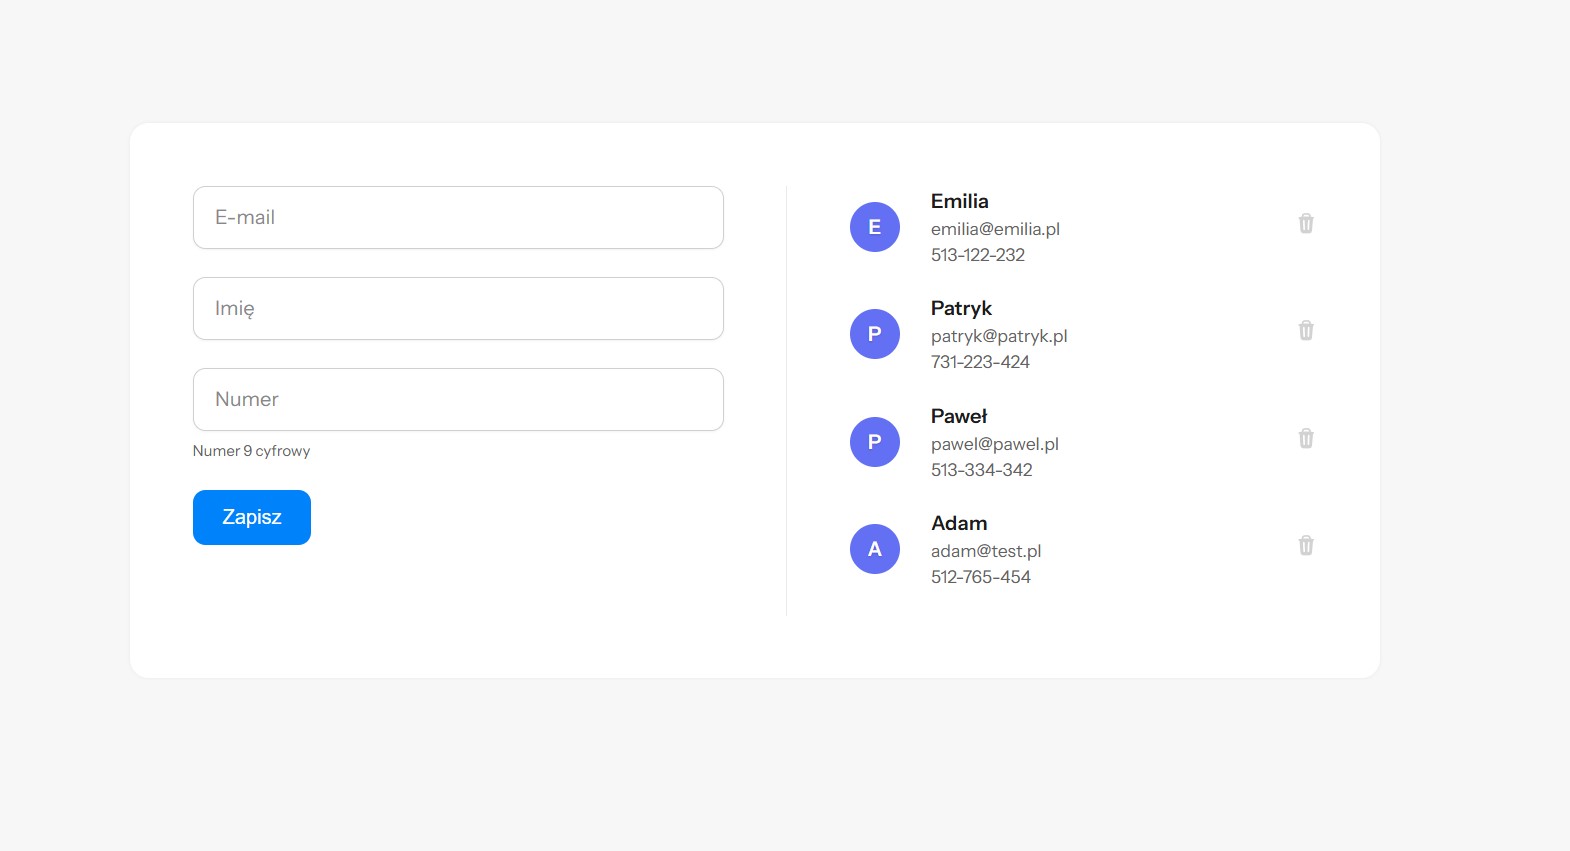 E-mail
Imię
Numer
Numer 9 cyfrowy
Zapisz
E
Emilia
emilia@emilia.pl
513-122-232
P
Patryk
patryk@patryk.pl
731-223-424
P
Paweł
pawel@pawel.pl
513-334-342
A
Adam
adam@test.pl
512-765-454